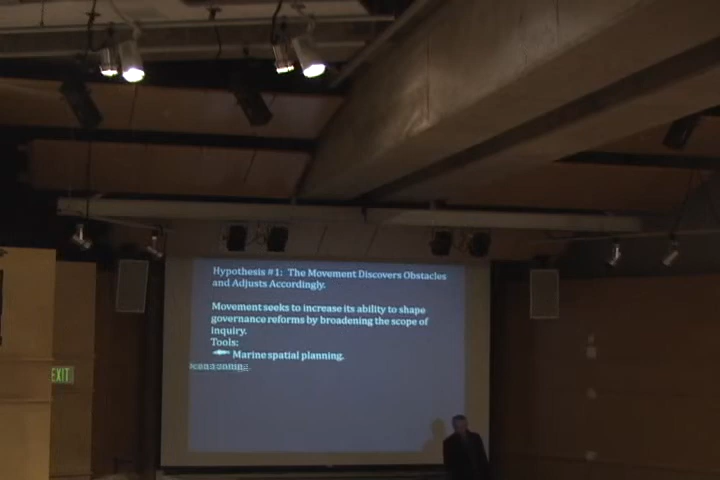 Hypothesis #1: The Movement Discovers Obstacles
and Adjusts Accordingly.
Movement seeks to increase its ability to shape
governance reforms by broadening the scope of
inquiry.
Tools:
Marine spatial planning.
EXIT